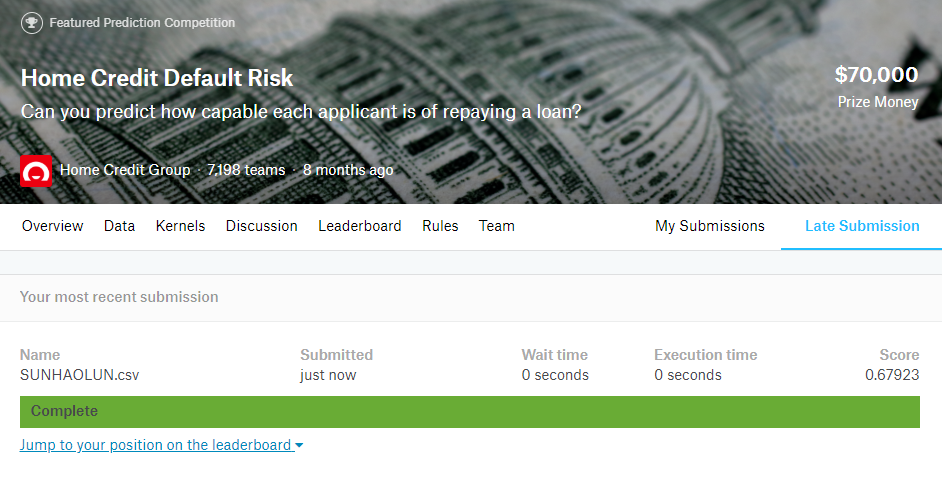 Featured Prediction Competition
Home Credit Default Risk
$70,000
Can you predict how capable each applicant is of repaying a loan?
Prize Money
Home Credit Group · 7,198 teams · 8 months ago
Overview Data Kernels Discussion Leaderboard Rules Team My Submissions Late Submission
Your most recent submission
Name Submitted Wait time Execution time Score
SUNHAOLUN.csv just now 0 seconds 0 seconds 0.67923
Complete
Jump to your position on the leaderboard